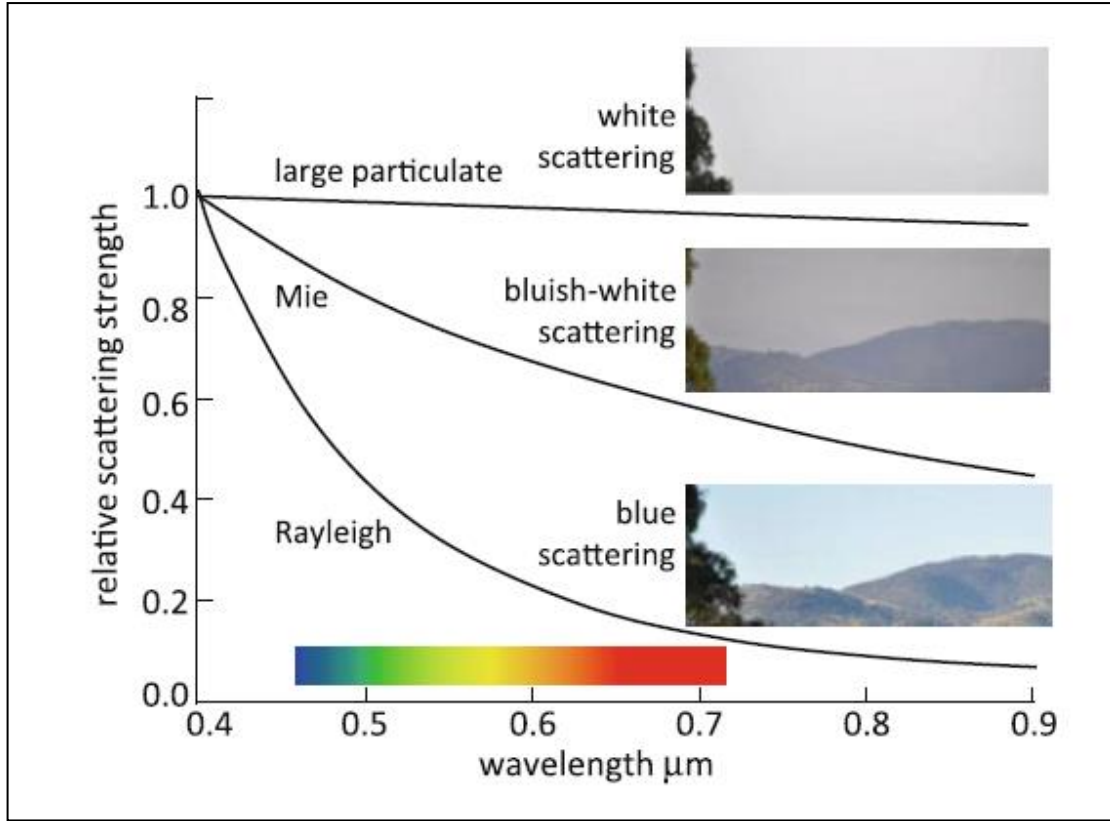 white
scattering
large particulate
1.0
Mie
bluish-white
scattering
0.8
0.6
relative scattering strength
0.4
Rayleigh
blue
scattering
0.2
0.0
0.4 0.5 0.6 0.7 0.8 0.9
wavelength μm